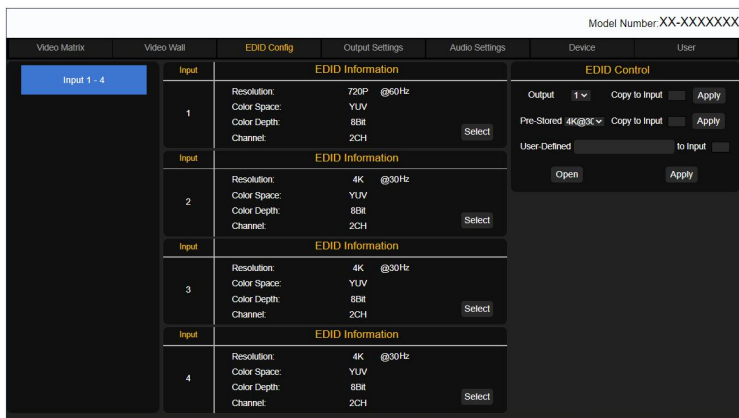 Model Number:XX-XXXXXXX
Video Matrix Video Wall EDID Config Output Settings Audio Settings Device User
Input 1 - 4
Input EDID Information
1
Resolution: 720P @60Hz
Color Space: YUV
Color Depth: 8Bit
Channel: 2CH
Select
Input EDID Information
2
Resolution: 4K @30Hz
Color Space: YUV
Color Depth: 8Bit
Channel: 2CH
Select
Input EDID Information
3
Resolution: 4K @30Hz
Color Space: YUV
Color Depth: 8Bit
Channel: 2CH
Select
Input EDID Information
4
Resolution: 4K @30Hz
Color Space: YUV
Color Depth: 8Bit
Channel: 2CH
Select
EDID Control
Output 1 Copy to Input Apply
Pre-Stored 4K@30 Copy to Input Apply
User-Defined to Input
Open Apply